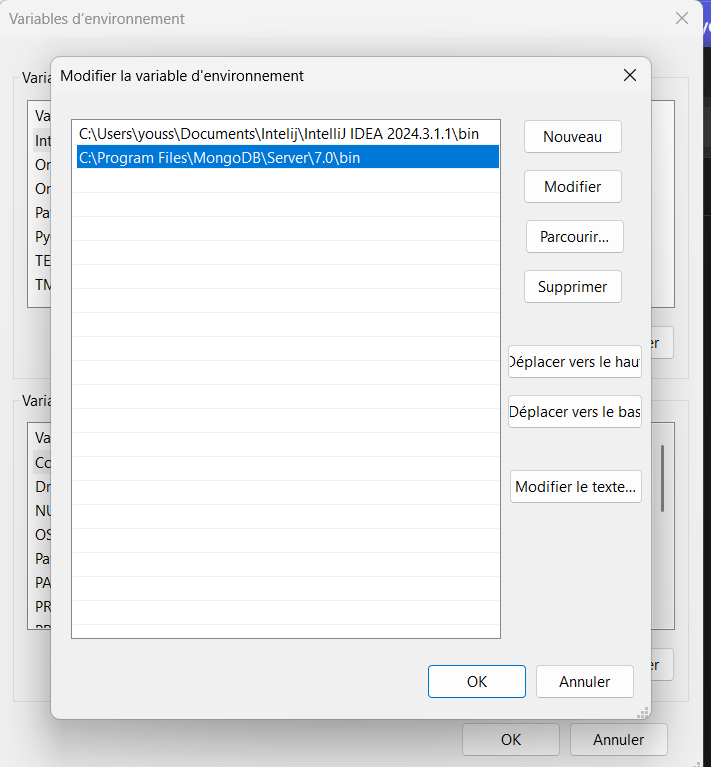 Variables d'environnement
Modifier la variable d'environnement
Varia
Va
Int
On
On
Pa
Pyc
TE
TM
C:\Users\youss\Documents\Intelij\IntelliJ IDEA 2024.3.1.1\bin
C:\Program Files\MongoDB\Server\7.0\bin
Nouveau
Modifier
Parcourir...
Supprimer
er
Déplacer vers le hau
Déplacer vers le bas
Modifier le texte...
Varia
Va
Co
Dr
NU
OS
Pa
PA
PR
er
OK
Annuler
OK
Annuler